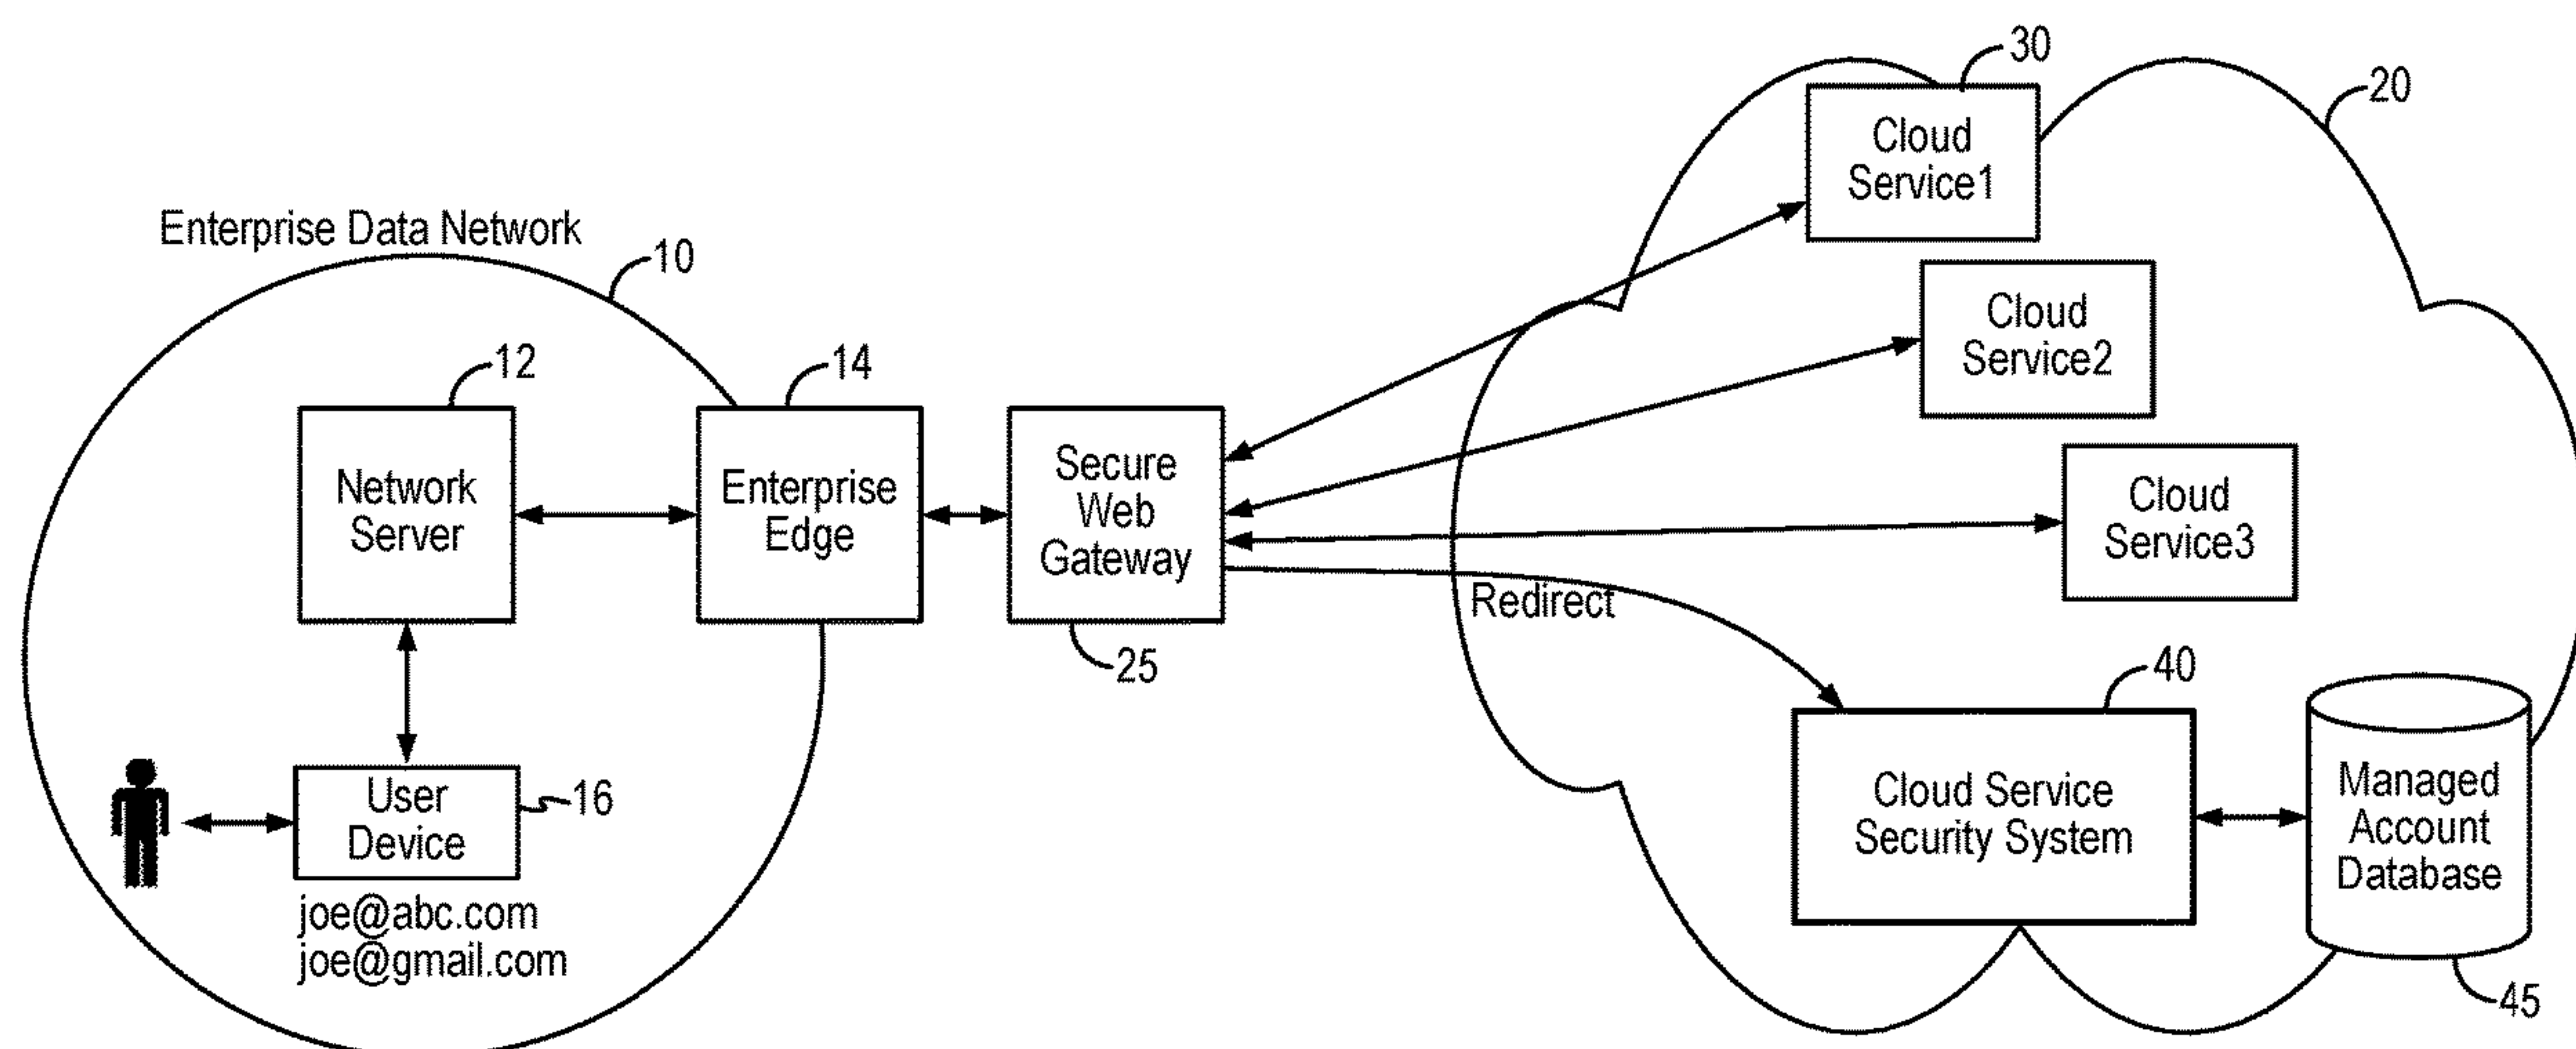 30
20
Cloud
Service1
Enterprise Data Network
10
Cloud
Service2
12
14
Network
Server
Enterprise
Edge
Secure
Web
Gateway
Cloud
Service3
Redirect
25
40
User
Device
16
Cloud Service
Security System
Managed
Account
Database
joe@abc.com
joe@gmail.com
45